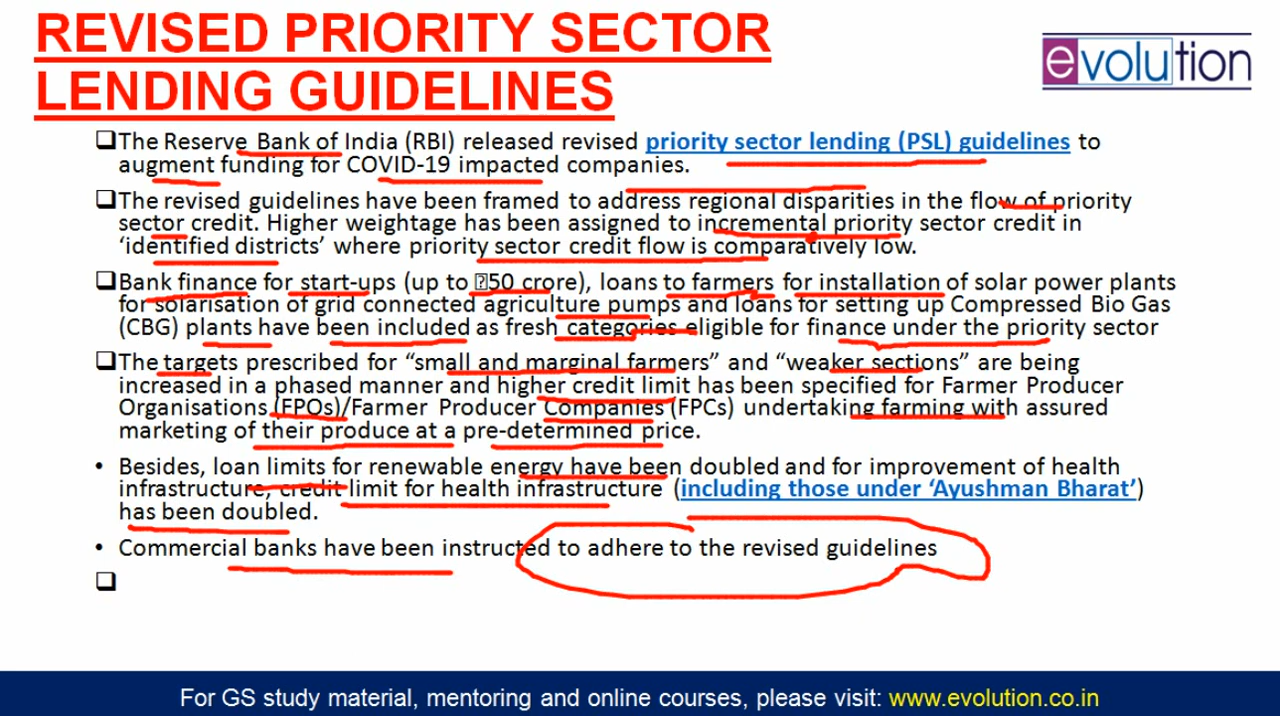 REVISED PRIORITY SECTOR
LENDING GUIDELINES
evolution
❑The Reserve Bank of India (RBI) released revised priority sector lending (PSL) guidelines to
augment funding for COVID-19 impacted companies.
❑The revised guidelines have been framed to address regional disparities in the flow of priority
sector credit. Higher weightage has been assigned to incremental priority sector credit in
‘identified districts’ where priority sector credit flow is comparatively low.
❑Bank finance for start-ups (up to 50 crore), loans to farmers for installation of solar power plants
for solarisation of grid connected agriculture pumps and loans for setting up Compressed Bio Gas
(CBG) plants have been included as fresh categories eligible for finance under the priority sector
❑The targets prescribed for “small and marginal farmers” and “weaker sections” are being
increased in a phased manner and higher credit limit has been specified for Farmer Producer
Organisations (FPOs)/Farmer Producer Companies (FPCs) undertaking farming with assured
marketing of their produce at a pre-determined price.
• Besides, loan limits for renewable energy have been doubled and for improvement of health
infrastructure, credit limit for health infrastructure (including those under ‘Ayushman Bharat’)
has been doubled.
• Commercial banks have been instructed to adhere to the revised guidelines
❑
For GS study material, mentoring and online courses, please visit: www.evolution.co.in